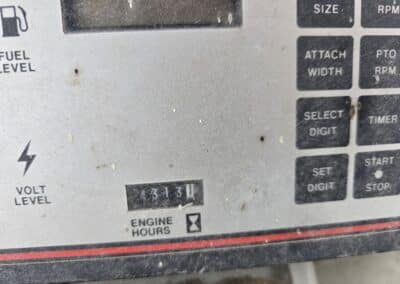 SIZE
RPM
FUEL
LEVEL
ATTACH
WIDTH
PTO
RPM
SELECT
DIGIT
TIMER
VOLT
LEVEL
SET
DIGIT
START
STOP
4313
ENGINE
HOURS